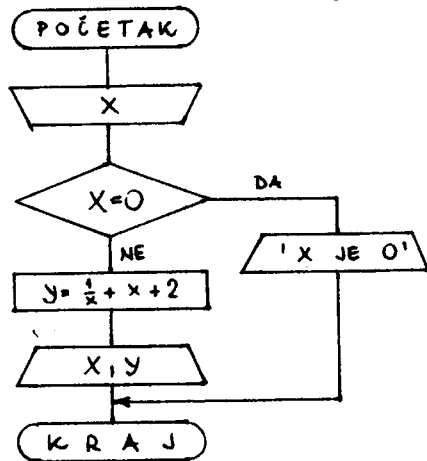 POČETAK
X
X=0
DA
NE
' X JE 0'
y = 1/x + x + 2
X, Y
KRAJ